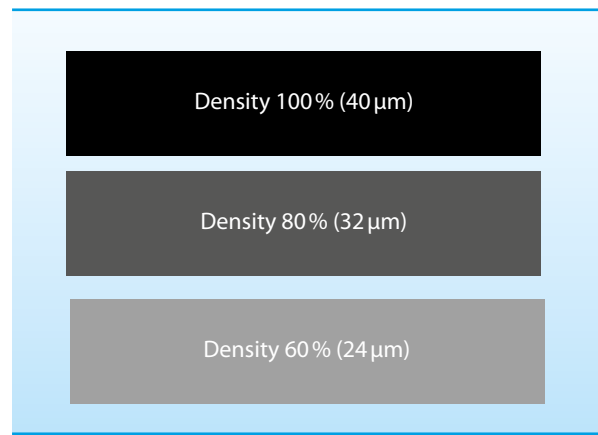 Density 100 % (40 µm)
Density 80 % (32 µm)
Density 60 % (24 µm)